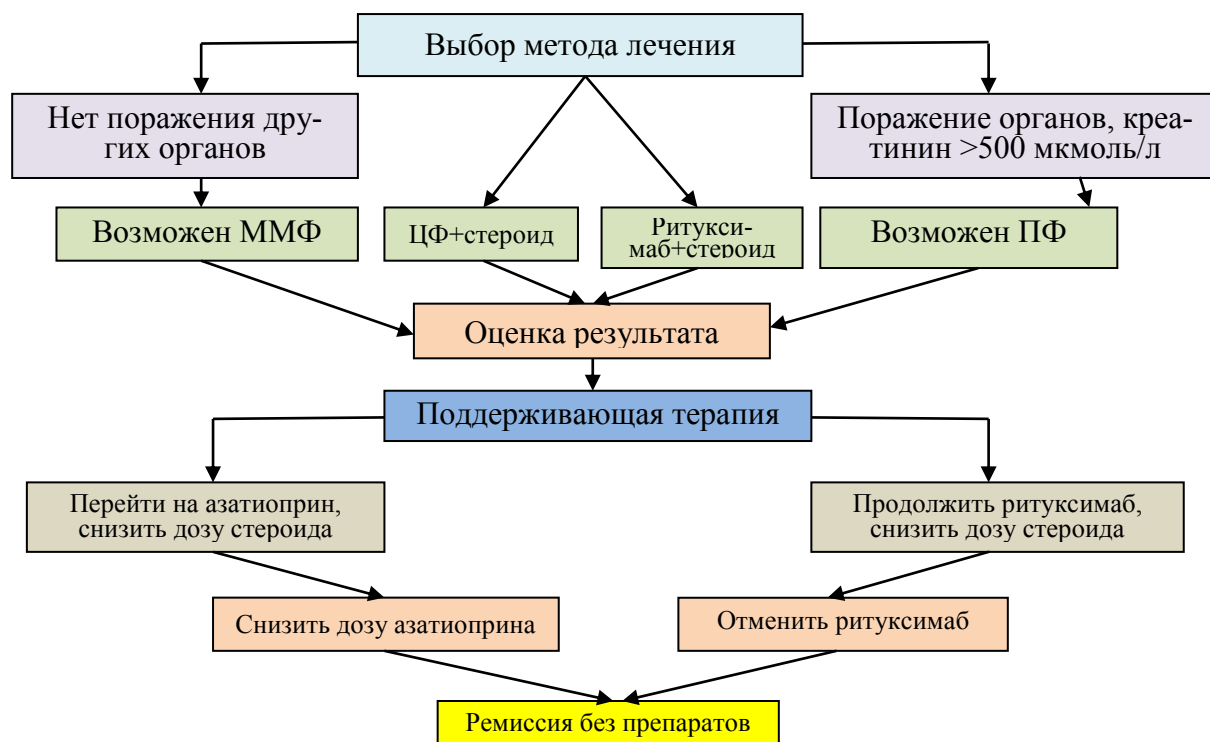 Выбор метода лечения
Нет поражения дру-
гих органов
Поражение органов, креа-
тинин >500 мкмоль/л
Возможен ММФ
ЦФ+стероид
Ритукси-
маб+стероид
Возможен ПФ
Оценка результата
Поддерживающая терапия
Перейти на азатиоприн,
снизить дозу стероида
Продолжить ритуксимаб,
снизить дозу стероида
Снизить дозу азатиоприна
Отменить ритуксимаб
Ремиссия без препаратов